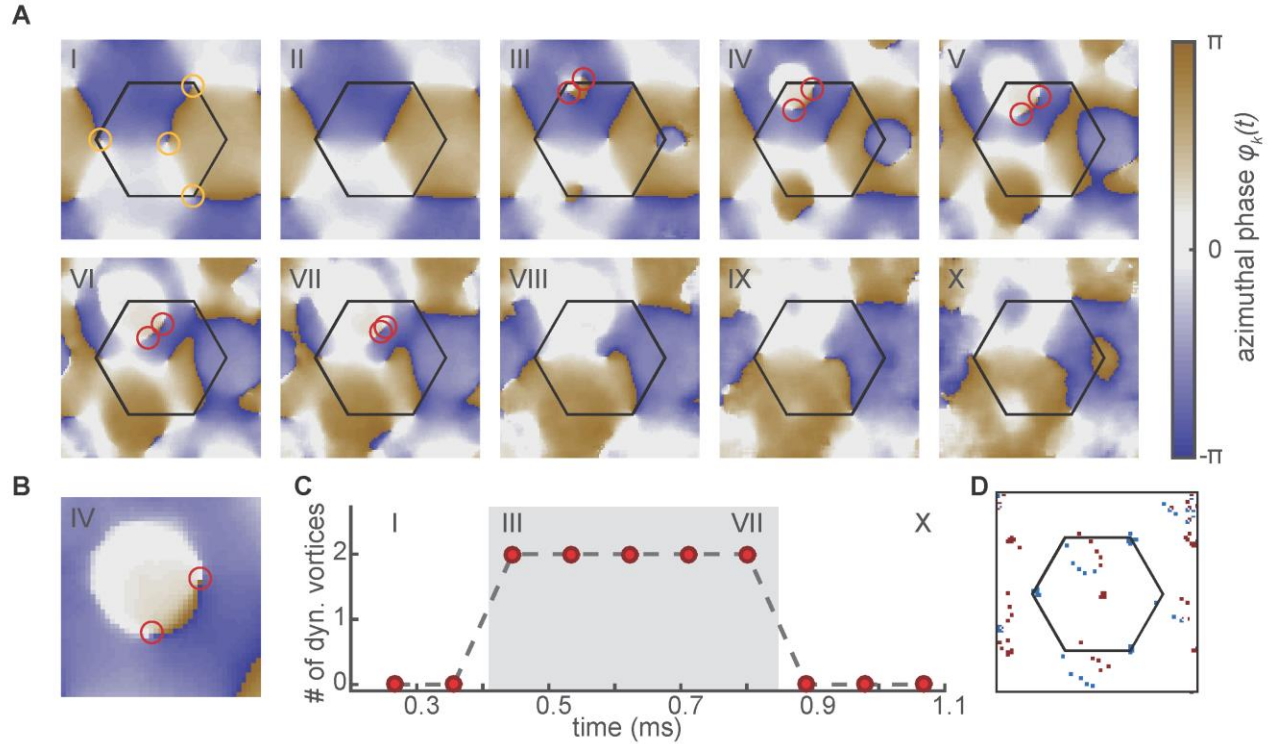 A
I
II
III
IV
V
π
0
-π
azimuthal phase φₖ(t)
VI
VII
VIII
IX
X
B
IV
C
I
III
VII
X
# of dyn. vortices
2
1
0
0.3
0.5
0.7
0.9
1.1
time (ms)
D